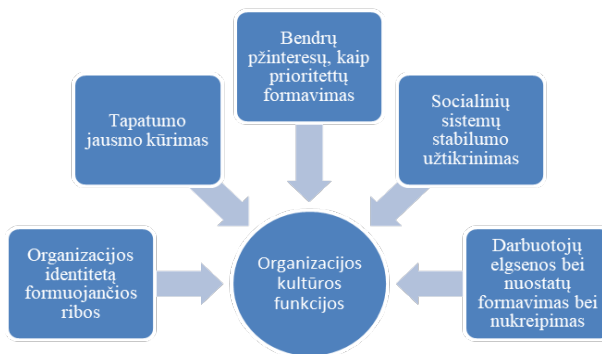 Bendrų
pžinteresų, kaip
prioritettų
formavimas
Tapatumo
jausmo kūrimas
Socialinių
sistemų
stabilumo
užtikrinimas
Organizacijos
identitetą
formuojančios
ribos
Organizacijos
kultūros
funkcijos
Darbuotojų
elgsenos bei
nuostatų
formavimas bei
nukreipimas